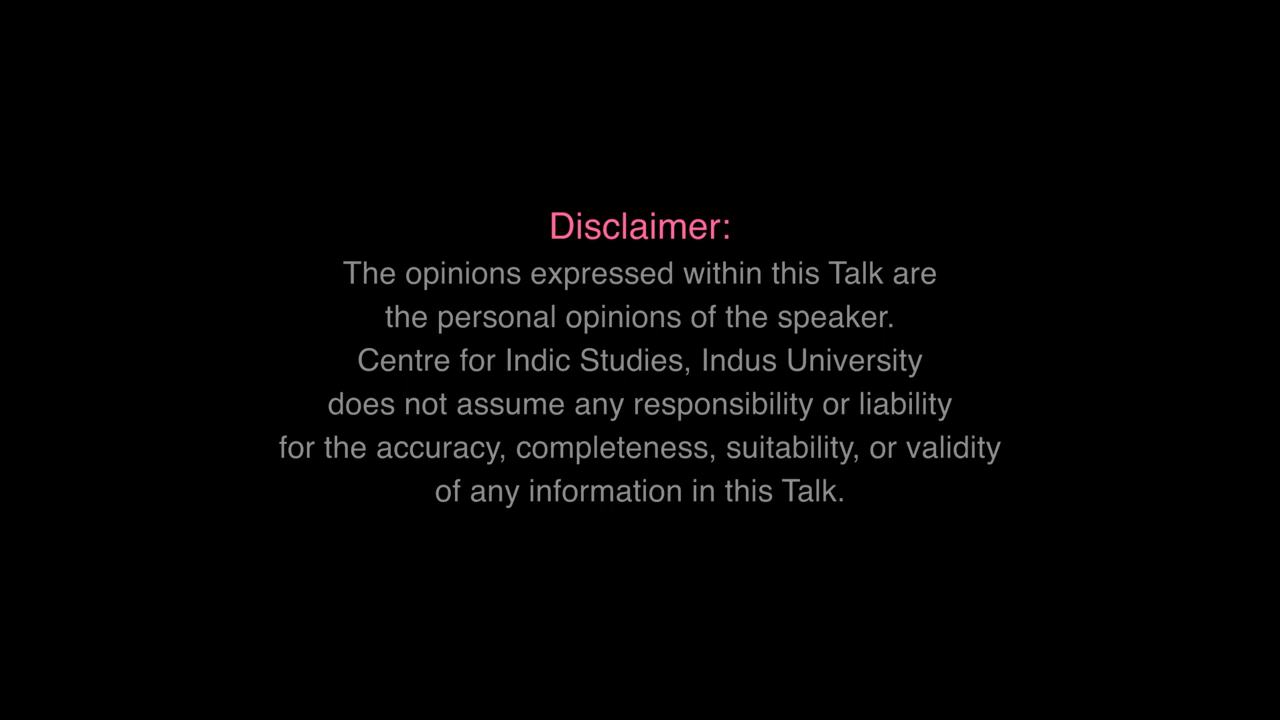 Disclaimer:
The opinions expressed within this Talk are
the personal opinions of the speaker.
Centre for Indic Studies, Indus University
does not assume any responsibility or liability
for the accuracy, completeness, suitability, or validity
of any information in this Talk.